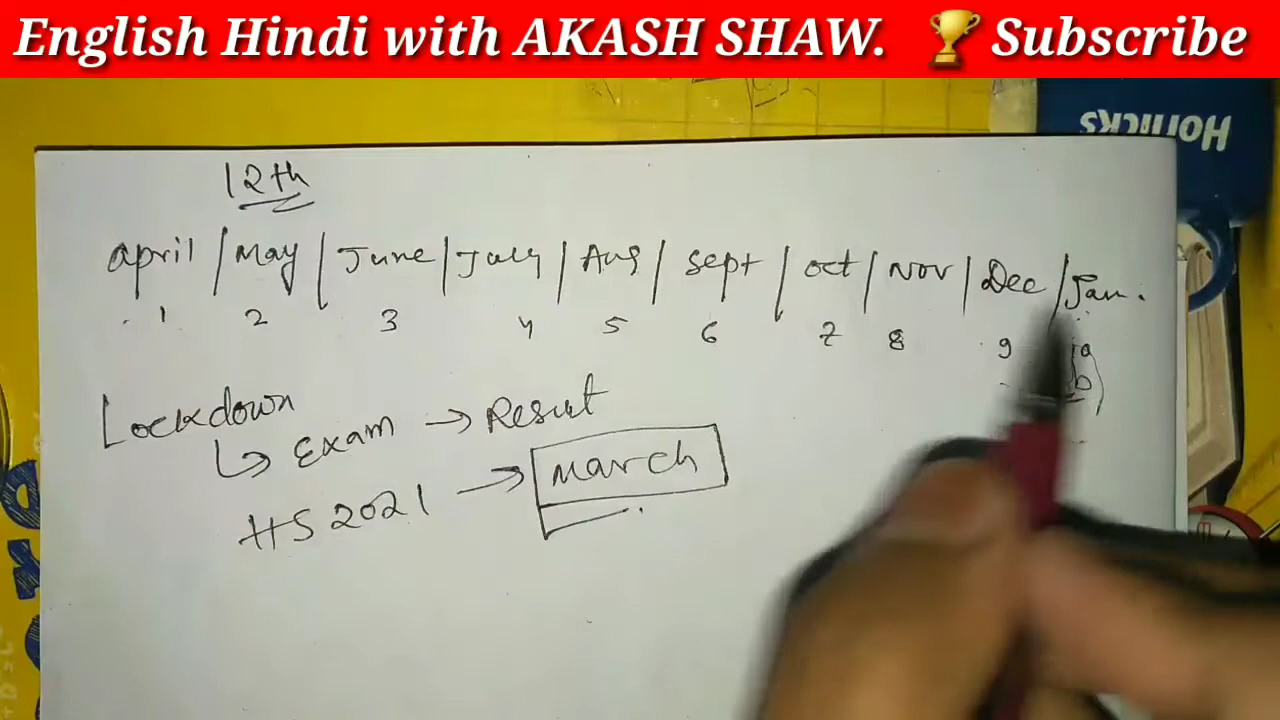 English Hindi with AKASH SHAW. 🏆 Subscribe
HORLICKS
12th
april / May / June / July / Aug / Sept / Oct / Nov / Dec / Jan.
1 2 3 4 5 6 7 8 9 10
Lockdown
↳ Exam → Result
HS 2021 → March